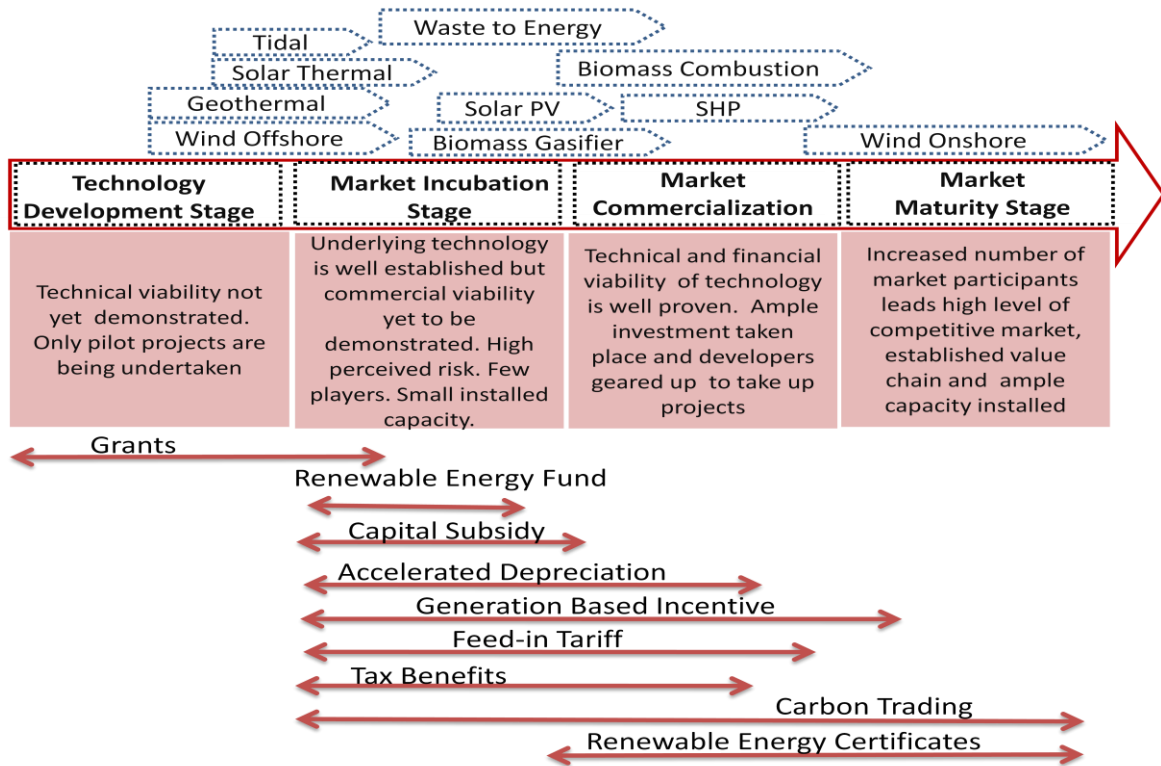 Waste to Energy
Tidal
Solar Thermal
Biomass Combustion
Geothermal
Solar PV
SHP
Wind Offshore
Biomass Gasifier
Wind Onshore
Technology
Development Stage
Market Incubation
Stage
Market
Commercialization
Market
Maturity Stage
Technical viability not
yet demonstrated.
Only pilot projects are
being undertaken
Underlying technology
is well established but
commercial viability
yet to be
demonstrated. High
perceived risk. Few
players. Small installed
capacity.
Technical and financial
viability of technology
is well proven. Ample
investment taken
place and developers
geared up to take up
projects
Increased number of
market participants
leads high level of
competitive market,
established value
chain and ample
capacity installed
Grants
Renewable Energy Fund
Capital Subsidy
Accelerated Depreciation
Generation Based Incentive
Feed-in Tariff
Tax Benefits
Carbon Trading
Renewable Energy Certificates